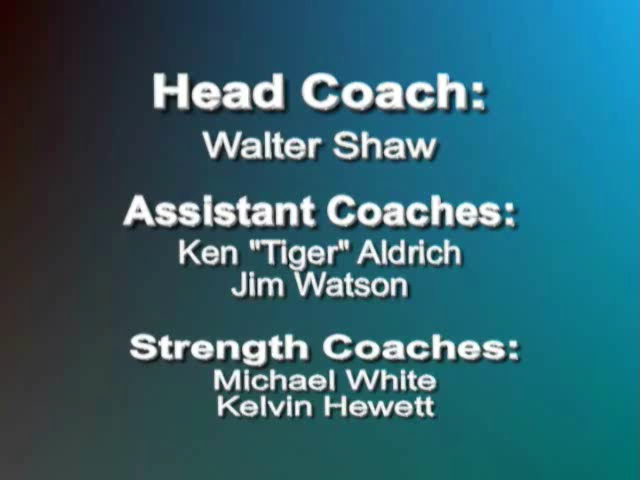 Head Coach:
Walter Shaw
Assistant Coaches:
Ken "Tiger" Aldrich
Jim Watson
Strength Coaches:
Michael White
Kelvin Hewett